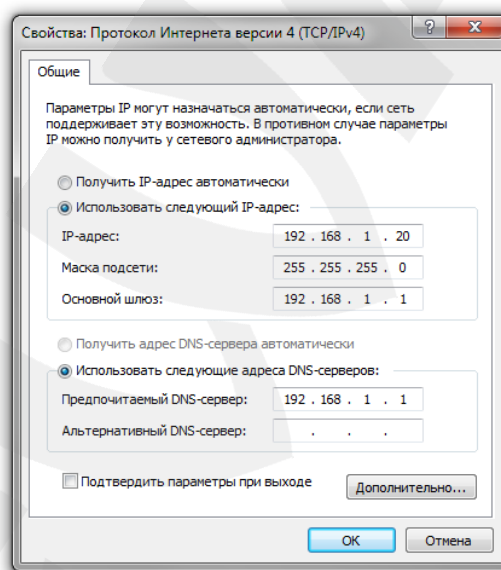 Свойства: Протокол Интернета версии 4 (TCP/IPv4)
Общие
Параметры IP могут назначаться автоматически, если сеть
поддерживает эту возможность. В противном случае параметры
IP можно получить у сетевого администратора.
Получить IP-адрес автоматически
Использовать следующий IP-адрес:
IP-адрес: 192 . 168 . 1 . 20
Маска подсети: 255 . 255 . 255 . 0
Основной шлюз: 192 . 168 . 1 . 1
Получить адрес DNS-сервера автоматически
Использовать следующие адреса DNS-серверов:
Предпочитаемый DNS-сервер: 192 . 168 . 1 . 1
Альтернативный DNS-сервер: . . .
Подтвердить параметры при выходе
Дополнительно...
OK Отмена